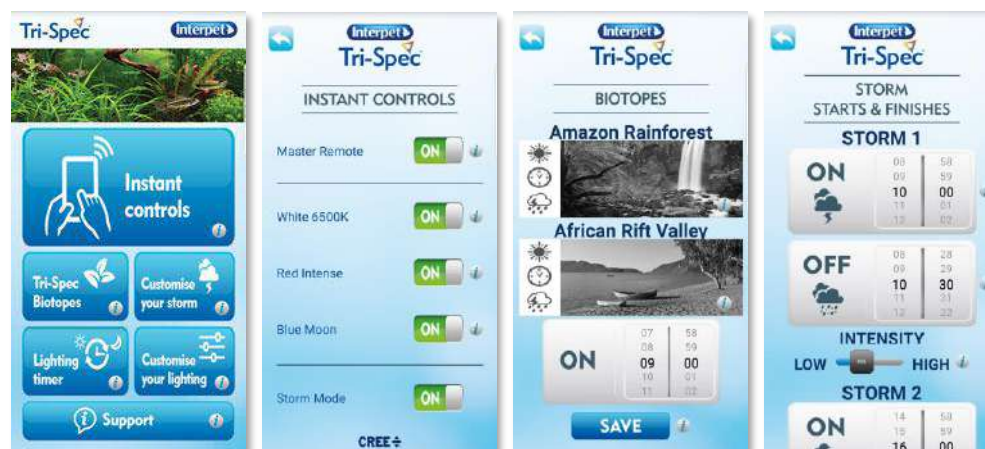 Tri-Spec
Interpet
Instant
controls
Tri-Spec
Biotopes
Customise
your storm
Lighting
timer
Customise
your lighting
Support
Interpet
Tri-Spec
INSTANT CONTROLS
Master Remote ON
White 6500K ON
Red Intense ON
Blue Moon ON
Storm Mode ON
CREE
Interpet
Tri-Spec
BIOTOPES
Amazon Rainforest
African Rift Valley
07 58
08 59
ON 09 00
10 01
11 02
SAVE
Interpet
Tri-Spec
STORM
STARTS & FINISHES
STORM 1
08 58
09 59
ON 10 00
11 01
12 02
08 28
09 29
OFF 10 30
11 31
12 32
INTENSITY
LOW HIGH
STORM 2
14 58
15 59
ON 16 00